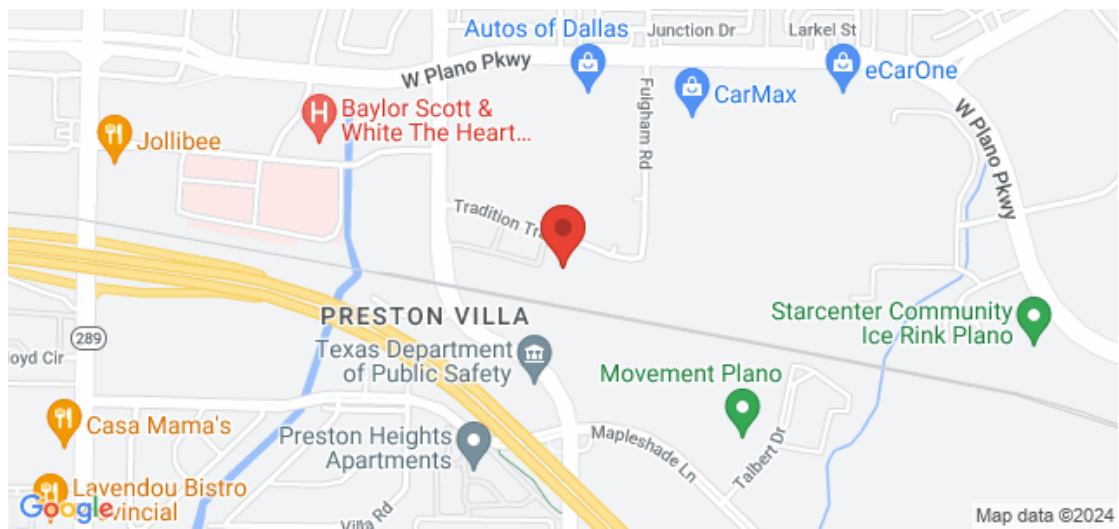 Junction Dr
Larkel St
Autos of Dallas
W Plano Pkwy
eCarOne
CarMax
Fulgham Rd
Baylor Scott &
White The Heart...
W Plano Pkwy
Jollibee
Tradition
PRESTON VILLA
Starcenter Community
Ice Rink Plano
289
Texas Department
of Public Safety
Movement Plano
Casa Mama's
Preston Heights
Apartments
Mapleshade Ln
Talbert Dr
Lavendou Bistro
Villa Rd
Google
Map data ©2024